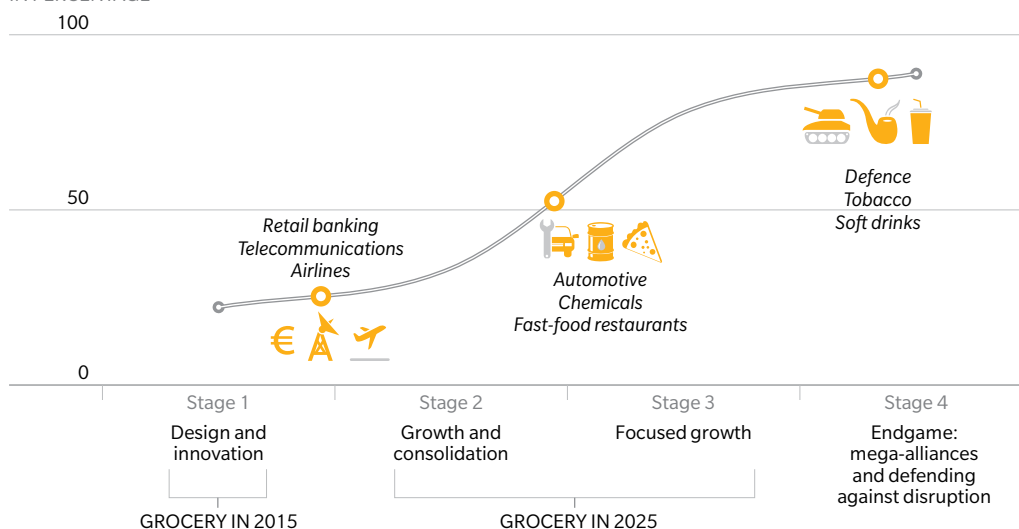 100
50
0
Retail banking
Telecommunications
Airlines
€
Automotive
Chemicals
Fast-food restaurants
Defence
Tobacco
Soft drinks
Stage 1
Stage 2
Stage 3
Stage 4
Design and
innovation
Growth and
consolidation
Focused growth
Endgame:
mega-alliances
and defending
against disruption
GROCERY IN 2015
GROCERY IN 2025